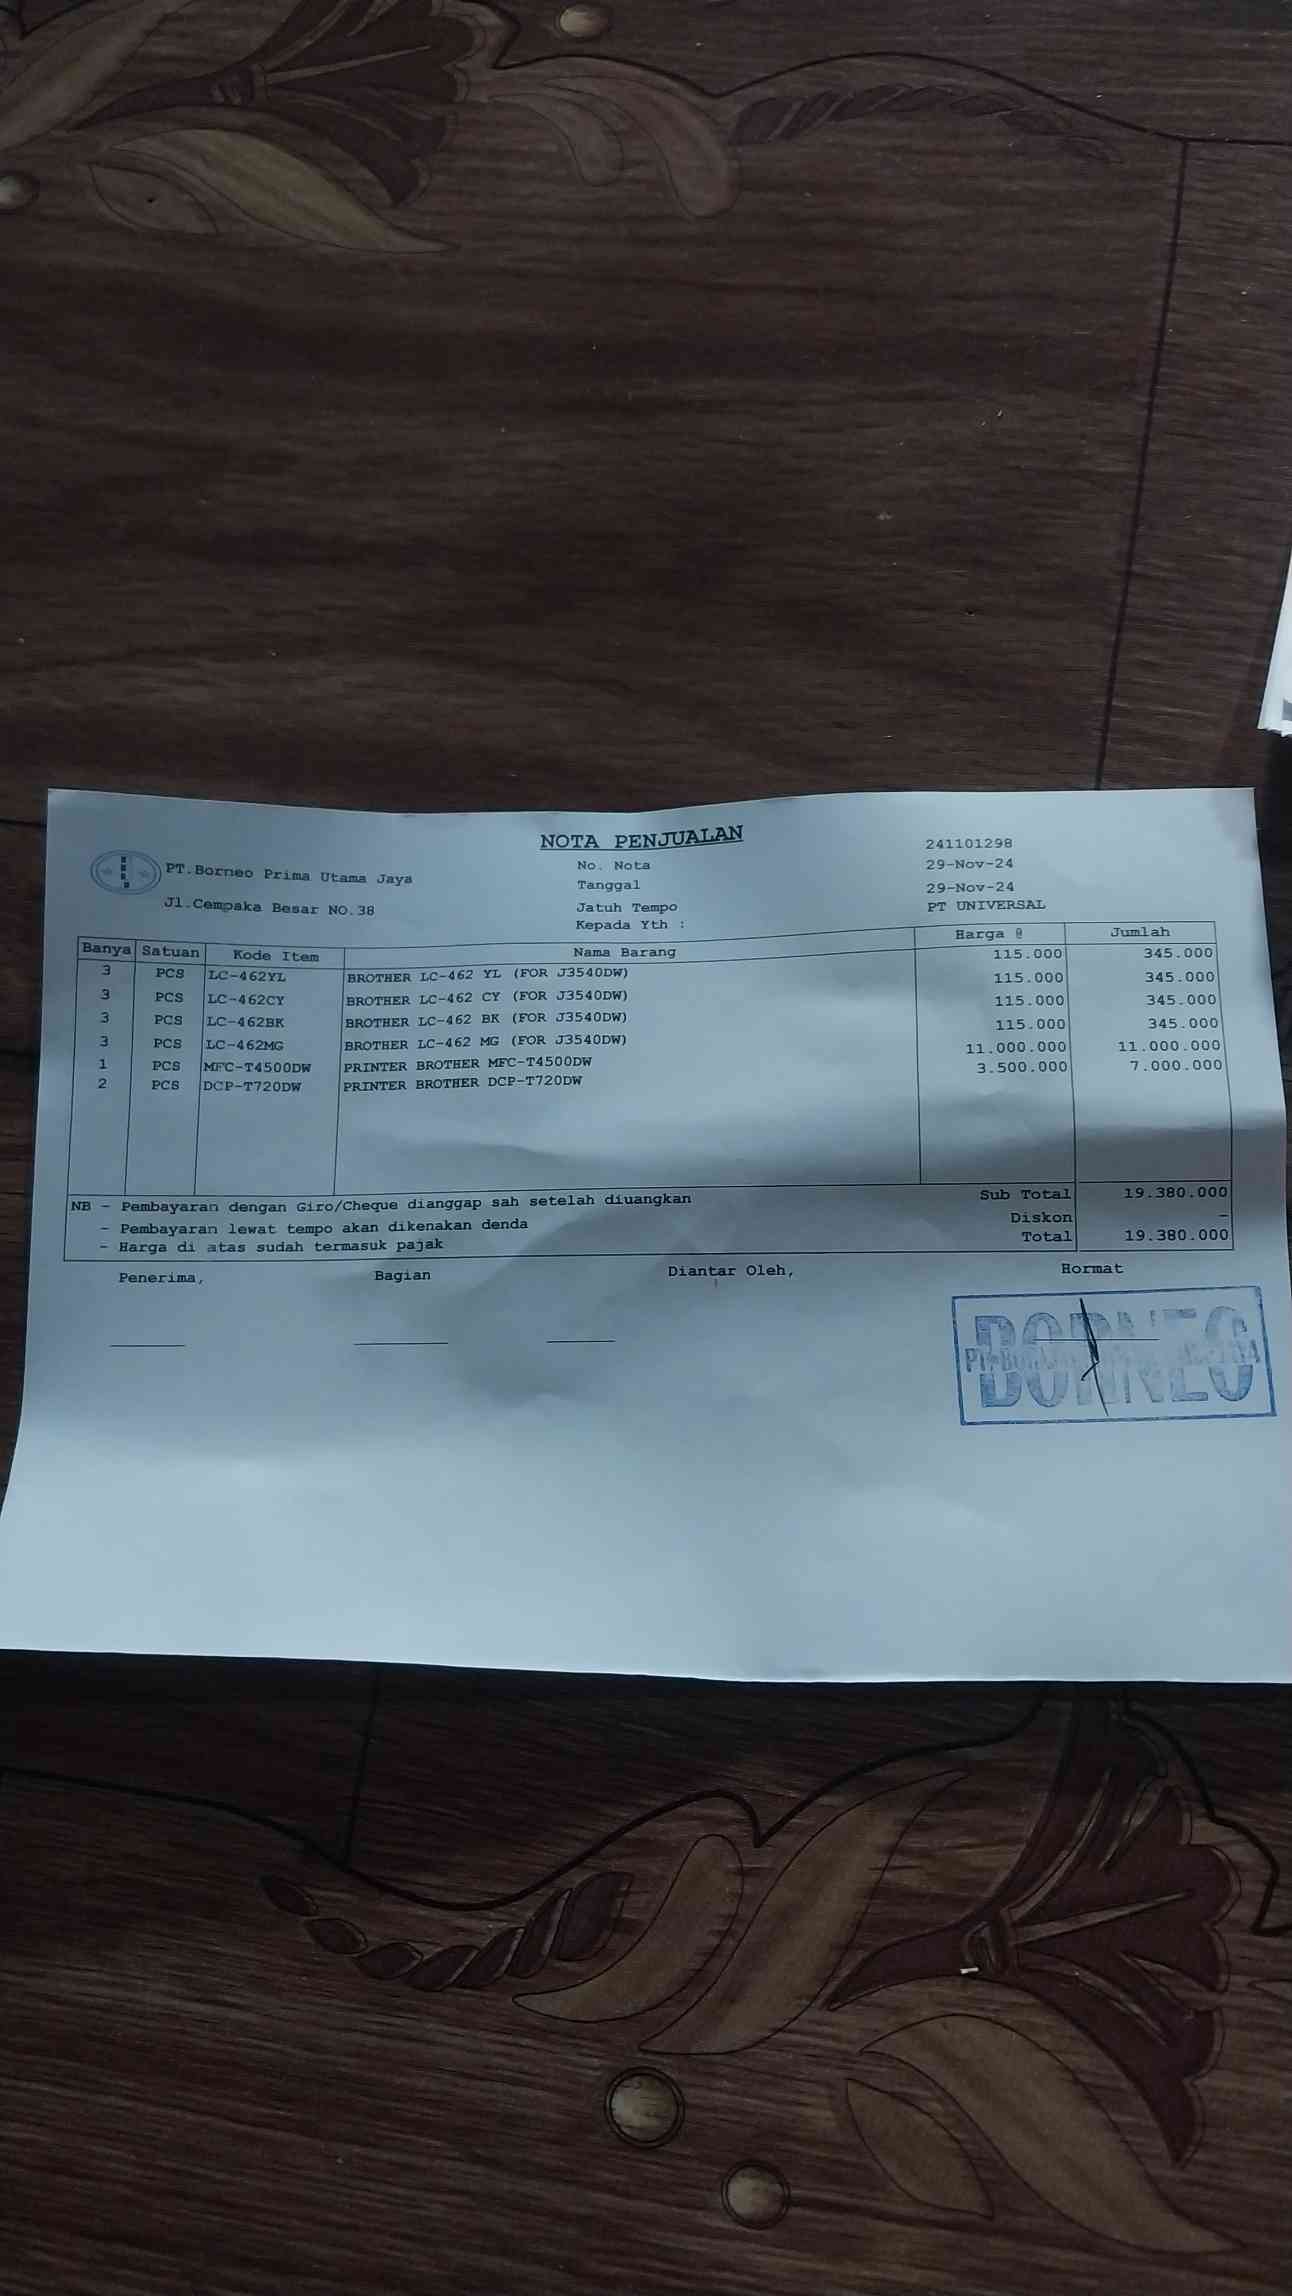 NOTA PENJUALAN
PT.Borneo Prima Utama Jaya
Jl.Cempaka Besar NO.38
No. Nota 241101298
Tanggal 29-Nov-24
Jatuh Tempo 29-Nov-24
Kepada Yth : PT UNIVERSAL
Banya Satuan Kode Item Nama Barang Harga @ Jumlah
3 PCS LC-462YL BROTHER LC-462 YL (FOR J3540DW) 115.000 345.000
3 PCS LC-462CY BROTHER LC-462 CY (FOR J3540DW) 115.000 345.000
3 PCS LC-462BK BROTHER LC-462 BK (FOR J3540DW) 115.000 345.000
3 PCS LC-462MG BROTHER LC-462 MG (FOR J3540DW) 115.000 345.000
1 PCS MFC-T4500DW PRINTER BROTHER MFC-T4500DW 11.000.000 11.000.000
2 PCS DCP-T720DW PRINTER BROTHER DCP-T720DW 3.500.000 7.000.000
NB - Pembayaran dengan Giro/Cheque dianggap sah setelah diuangkan Sub Total 19.380.000
- Pembayaran lewat tempo akan dikenakan denda Diskon -
- Harga di atas sudah termasuk pajak Total 19.380.000
Penerima, Bagian Diantar Oleh, Hormat
BORNEO